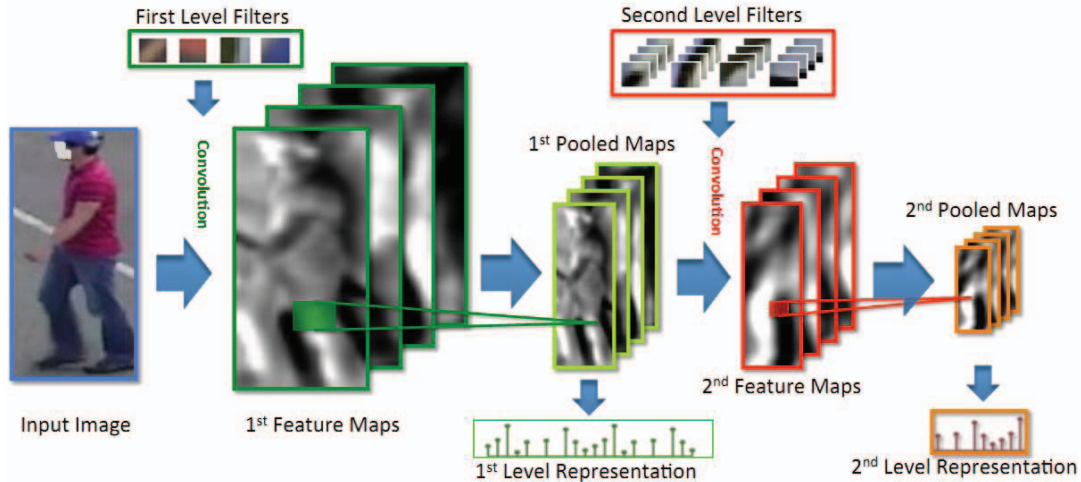 First Level Filters
Second Level Filters
Convolution
Convolution
1st Pooled Maps
2nd Pooled Maps
Input Image
1st Feature Maps
2nd Feature Maps
1st Level Representation
2nd Level Representation